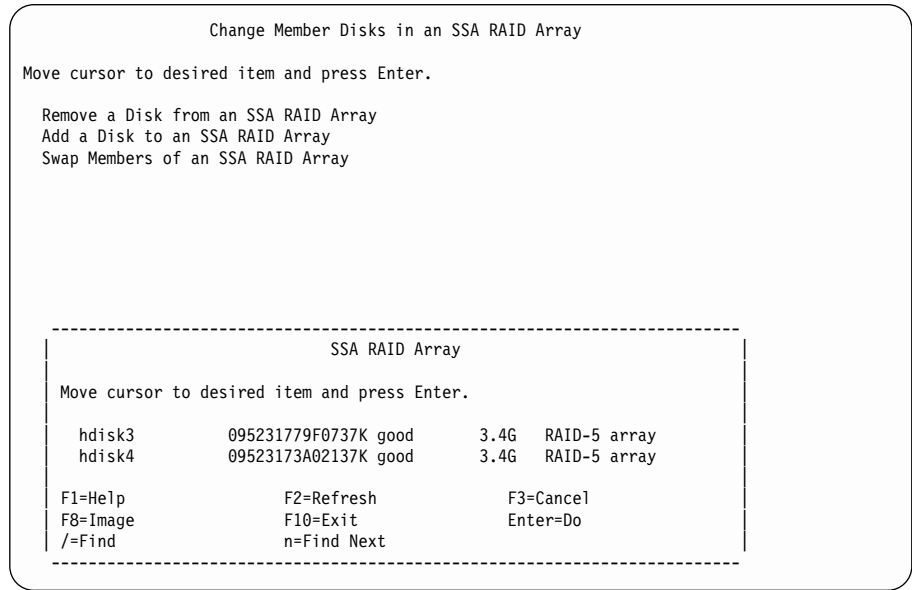 Change Member Disks in an SSA RAID Array
Move cursor to desired item and press Enter.
Remove a Disk from an SSA RAID Array
Add a Disk to an SSA RAID Array
Swap Members of an SSA RAID Array
SSA RAID Array
Move cursor to desired item and press Enter.
hdisk3 095231779F0737K good 3.4G RAID-5 array
hdisk4 09523173A02137K good 3.4G RAID-5 array
F1=Help F2=Refresh F3=Cancel
F8=Image F10=Exit Enter=Do
/=Find n=Find Next